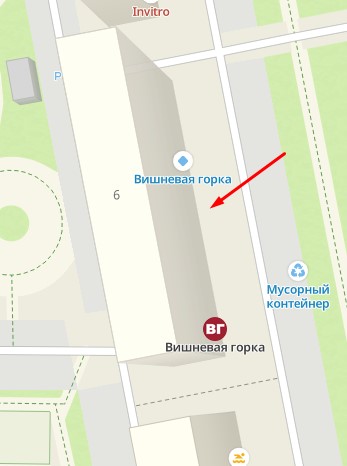 Invitro
P
Вишневая горка
6
Мусорный
контейнер
ВГ
Вишневая горка